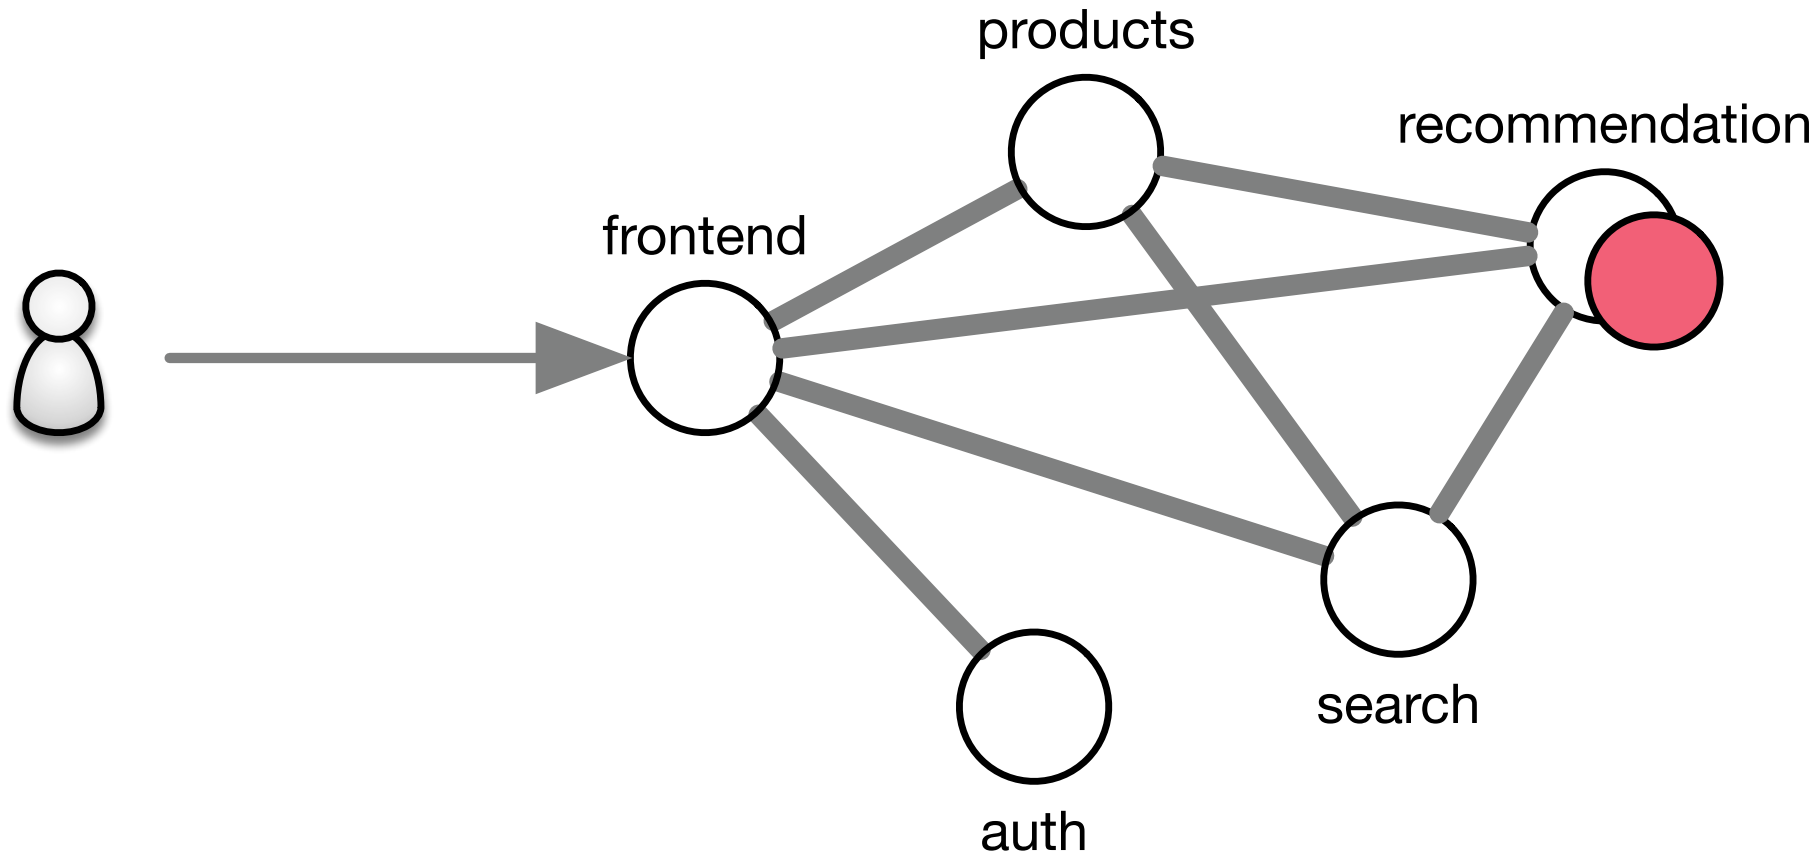 products
recommendation
frontend
search
auth